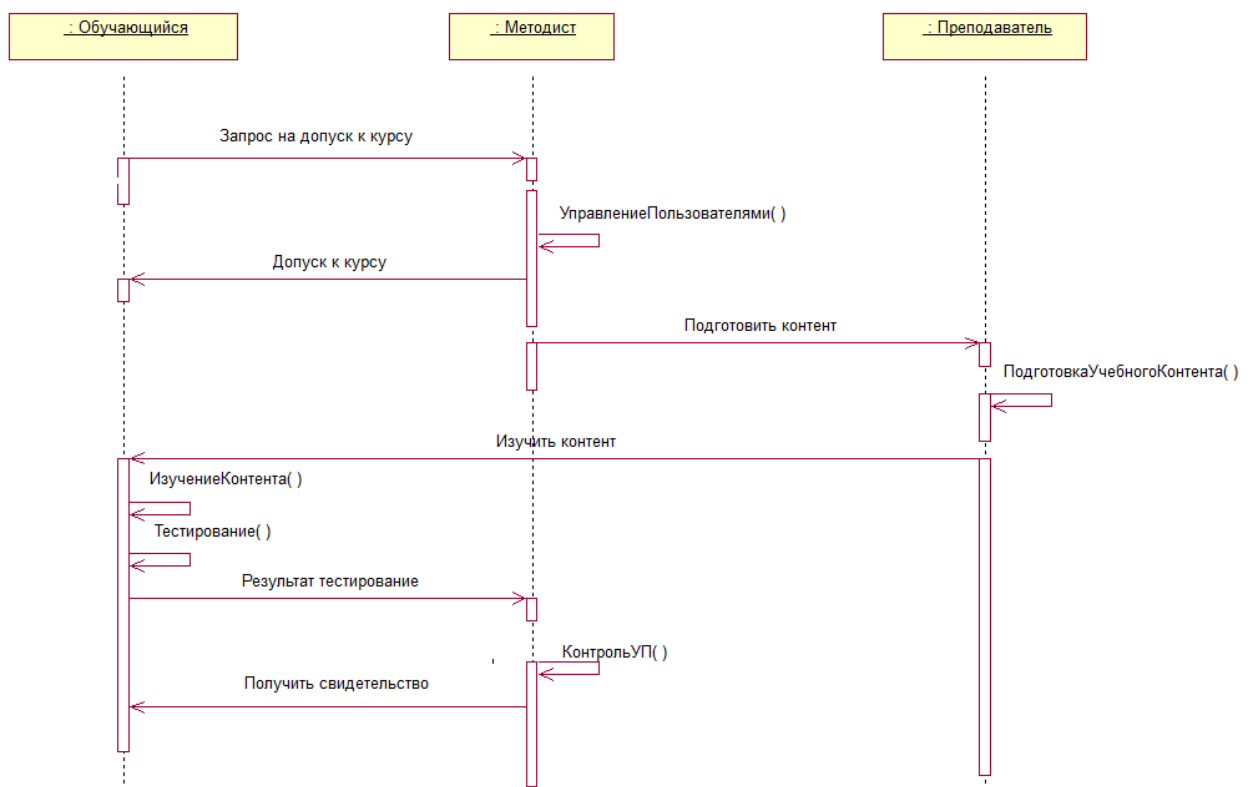 : Обучающийся
: Методист
: Преподаватель
Запрос на допуск к курсу
УправлениеПользователями( )
Допуск к курсу
Подготовить контент
ПодготовкаУчебногоКонтента( )
Изучить контент
ИзучениеКонтента( )
Тестирование( )
Результат тестирование
КонтрольУП( )
Получить свидетельство